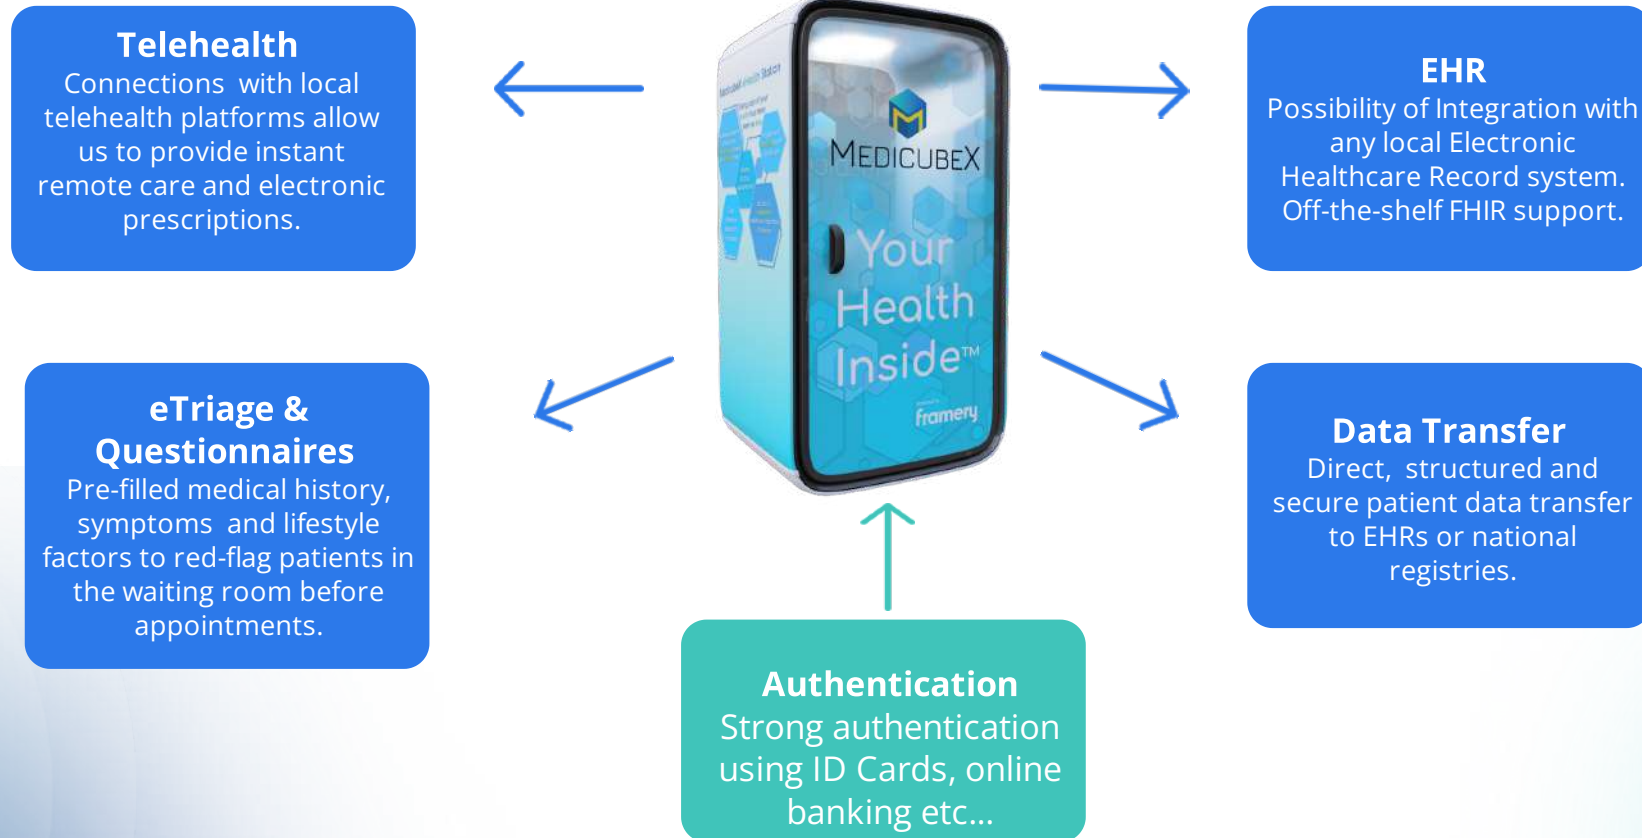 Telehealth
Connections with local
telehealth platforms allow
us to provide instant
remote care and electronic
prescriptions.
EHR
Possibility of Integration with
any local Electronic
Healthcare Record system.
Off-the-shelf FHIR support.
MedicubeX eHealth Station
MEDICUBEX
Your
Health
Inside™
framery
eTriage &
Questionnaires
Pre-filled medical history,
symptoms and lifestyle
factors to red-flag patients in
the waiting room before
appointments.
Data Transfer
Direct, structured and
secure patient data transfer
to EHRs or national
registries.
Authentication
Strong authentication
using ID Cards, online
banking etc...